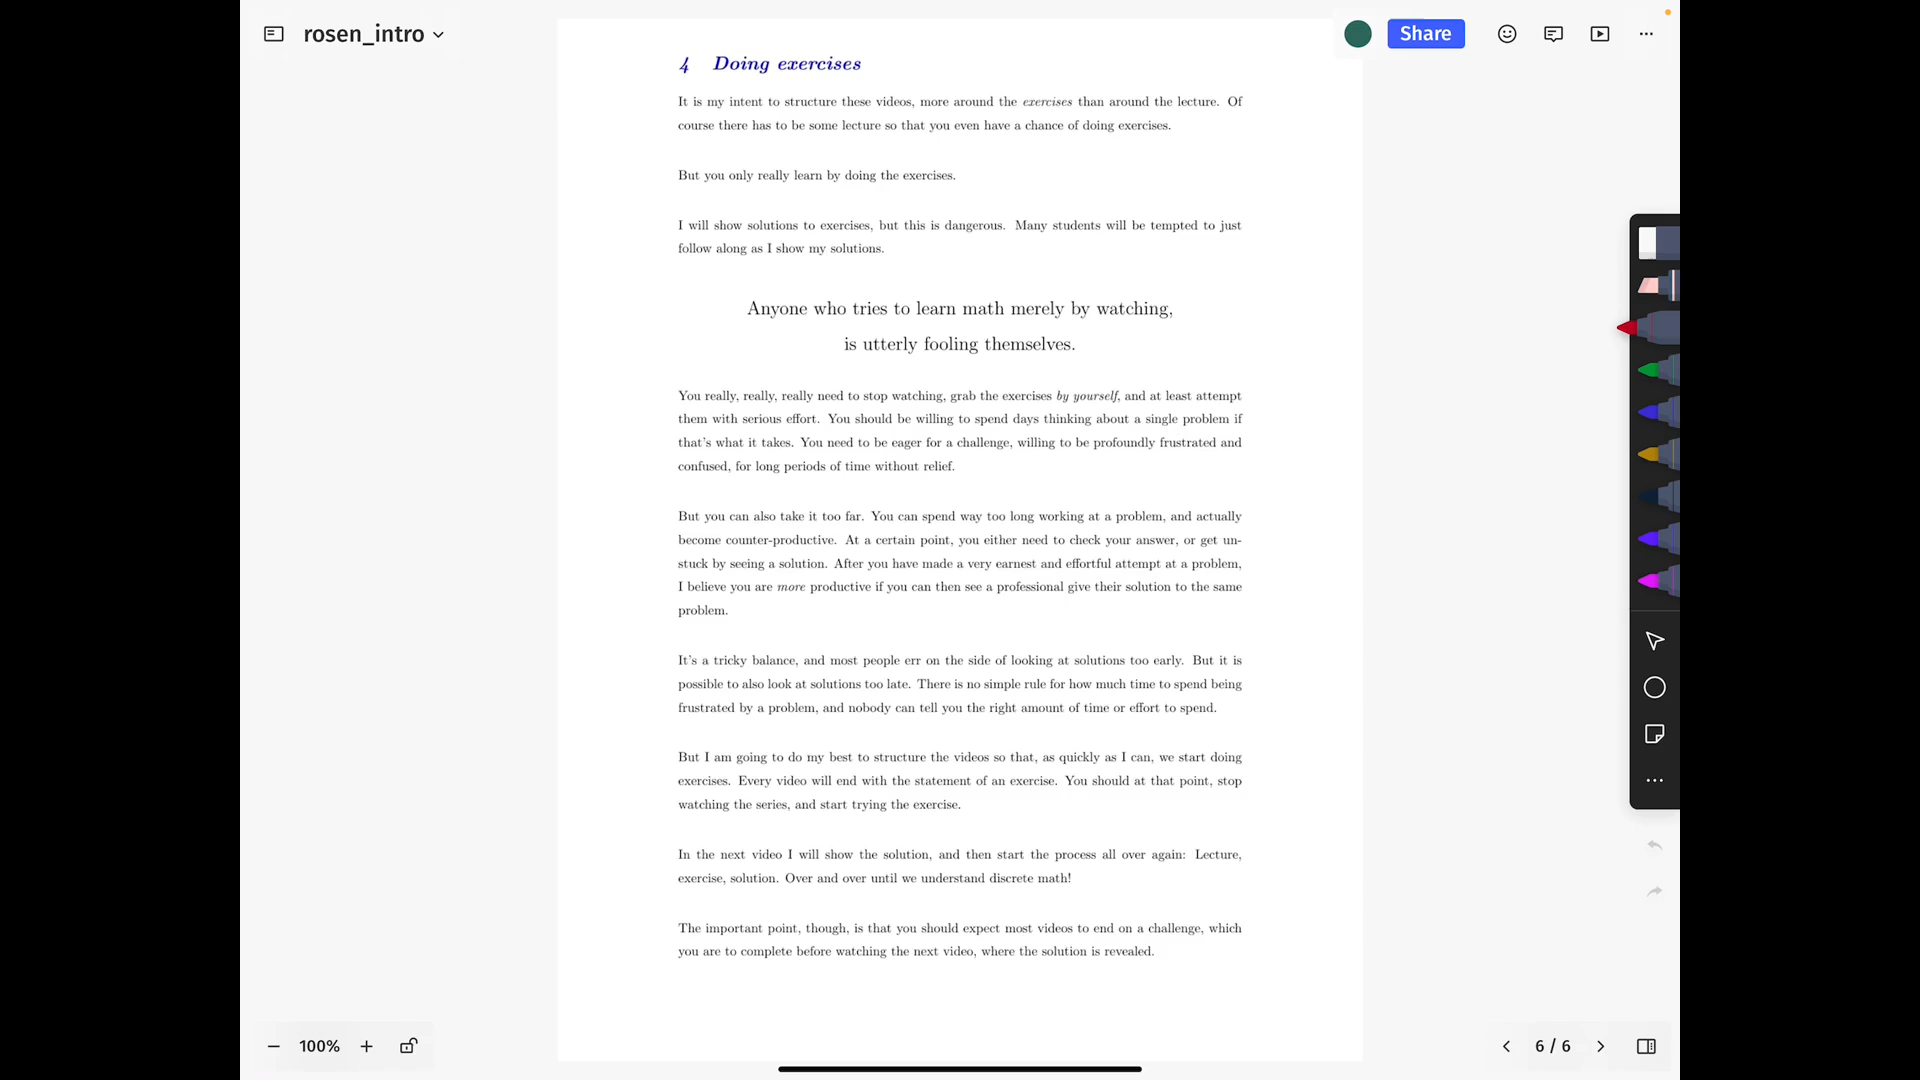 rosen_intro
Share
4 Doing exercises
It is my intent to structure these videos, more around the exercises than around the lecture. Of
course there has to be some lecture so that you even have a chance of doing exercises.
But you only really learn by doing the exercises.
I will show solutions to exercises, but this is dangerous. Many students will be tempted to just
follow along as I show my solutions.
Anyone who tries to learn math merely by watching,
is utterly fooling themselves.
You really, really, really need to stop watching, grab the exercises by yourself, and at least attempt
them with serious effort. You should be willing to spend days thinking about a single problem if
that's what it takes. You need to be eager for a challenge, willing to be profoundly frustrated and
confused, for long periods of time without relief.
But you can also take it too far. You can spend way too long working at a problem, and actually
become counter-productive. At a certain point, you either need to check your answer, or get un-
stuck by seeing a solution. After you have made a very earnest and effortful attempt at a problem,
I believe you are more productive if you can then see a professional give their solution to the same
problem.
It's a tricky balance, and most people err on the side of looking at solutions too early. But it is
possible to also look at solutions too late. There is no simple rule for how much time to spend being
frustrated by a problem, and nobody can tell you the right amount of time or effort to spend.
But I am going to do my best to structure the videos so that, as quickly as I can, we start doing
exercises. Every video will end with the statement of an exercise. You should at that point, stop
watching the series, and start trying the exercise.
In the next video I will show the solution, and then start the process all over again: Lecture,
exercise, solution. Over and over until we understand discrete math!
The important point, though, is that you should expect most videos to end on a challenge, which
you are to complete before watching the next video, where the solution is revealed.
100%
6 / 6